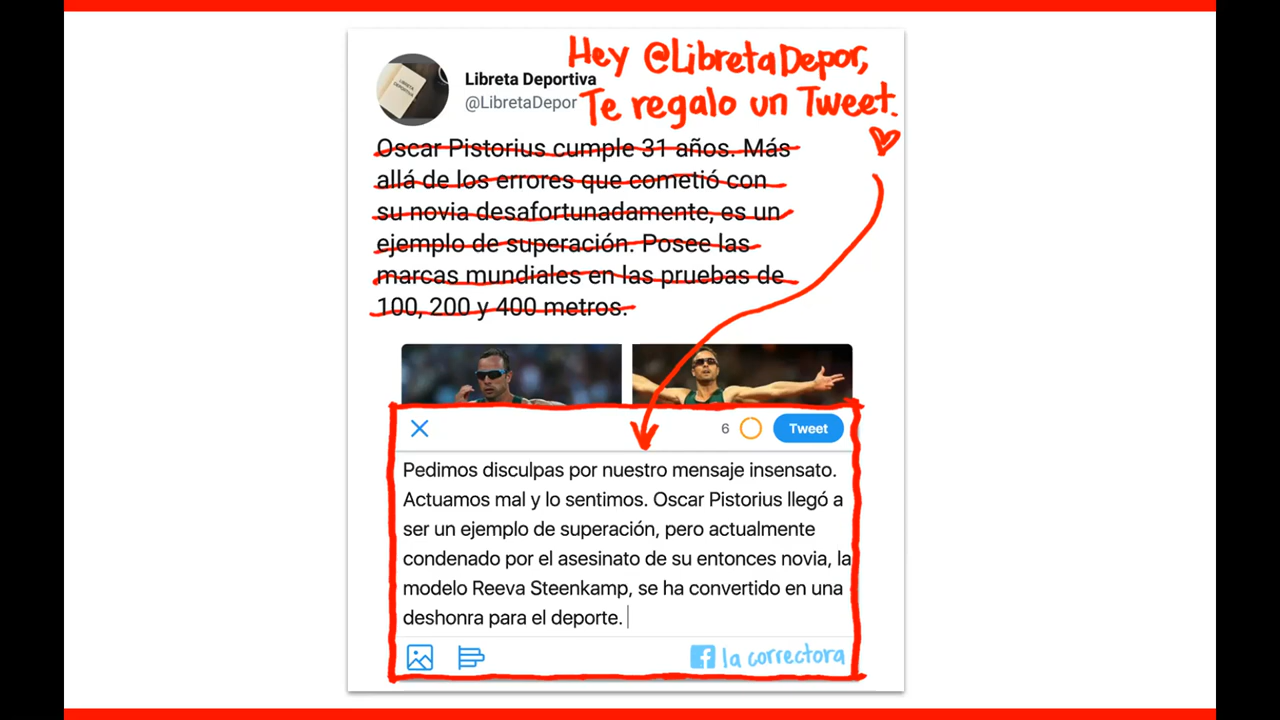 Hey @LibretaDepor,
Te regalo un Tweet.
Libreta Deportiva
@LibretaDepor
Oscar Pistorius cumple 31 años. Más
allá de los errores que cometió con
su novia desafortunadamente, es un
ejemplo de superación. Posee las
marcas mundiales en las pruebas de
100, 200 y 400 metros.
6
Tweet
Pedimos disculpas por nuestro mensaje insensato.
Actuamos mal y lo sentimos. Oscar Pistorius llegó a
ser un ejemplo de superación, pero actualmente
condenado por el asesinato de su entonces novia, la
modelo Reeva Steenkamp, se ha convertido en una
deshonra para el deporte.
la correctora